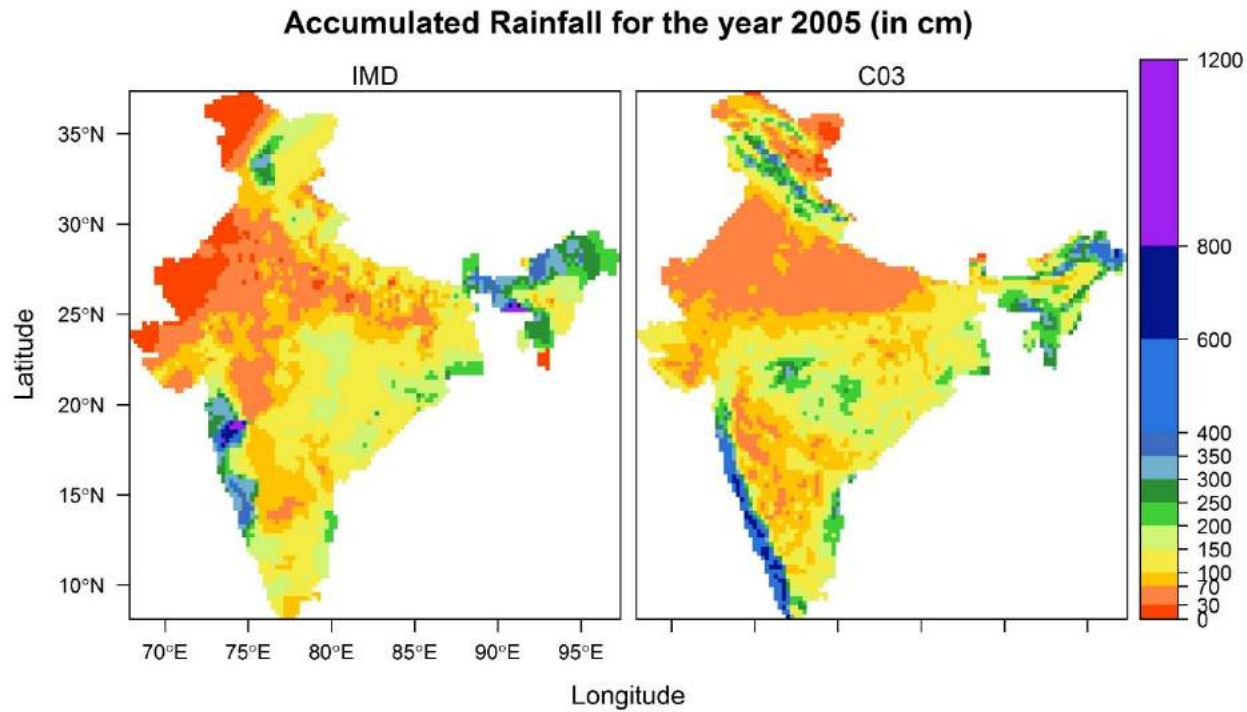 Accumulated Rainfall for the year 2005 (in cm)
IMD
C03
1200
800
600
400
350
300
250
200
150
100
70
30
0
35°N
30°N
25°N
20°N
15°N
10°N
Latitude
70°E 75°E 80°E 85°E 90°E 95°E
Longitude